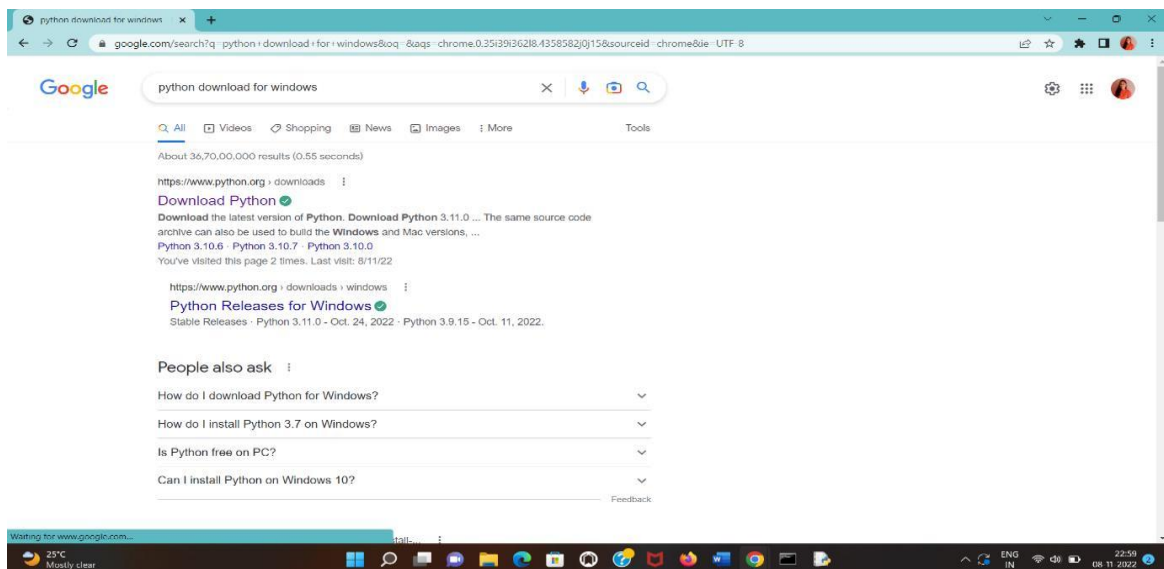 python download for windows
google.com/search?q=python+download+for+windows&oq=&aqs=chrome.0.35i39i362l8.4358582j0j15&sourceid=chrome&ie=UTF-8
Google
python download for windows
All Videos Shopping News Images More Tools
About 36,70,00,000 results (0.55 seconds)
https://www.python.org › downloads
Download Python
Download the latest version of Python. Download Python 3.11.0 ... The same source code
archive can also be used to build the Windows and Mac versions, ...
Python 3.10.6 · Python 3.10.7 · Python 3.10.0
You've visited this page 2 times. Last visit: 8/11/22
https://www.python.org › downloads › windows
Python Releases for Windows
Stable Releases · Python 3.11.0 - Oct. 24, 2022 · Python 3.9.15 - Oct. 11, 2022.
People also ask
How do I download Python for Windows?
How do I install Python 3.7 on Windows?
Is Python free on PC?
Can I install Python on Windows 10?
Feedback
Waiting for www.google.com...
25°C
Mostly clear
ENG
IN
22:59
08-11-2022
2